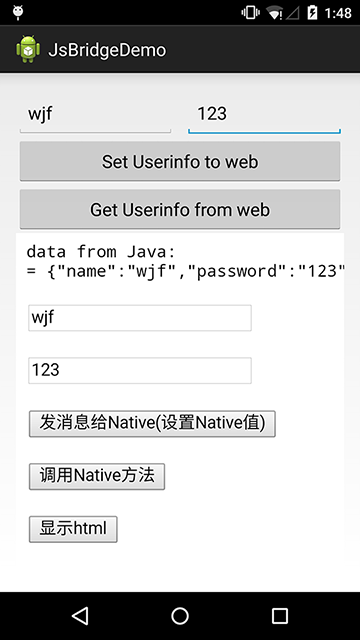 1:48
JsBridgeDemo
wjf 123
Set Userinfo to web
Get Userinfo from web
data from Java:
= {"name":"wjf","password":"123"
wjf
123
发消息给Native(设置Native值)
调用Native方法
显示html